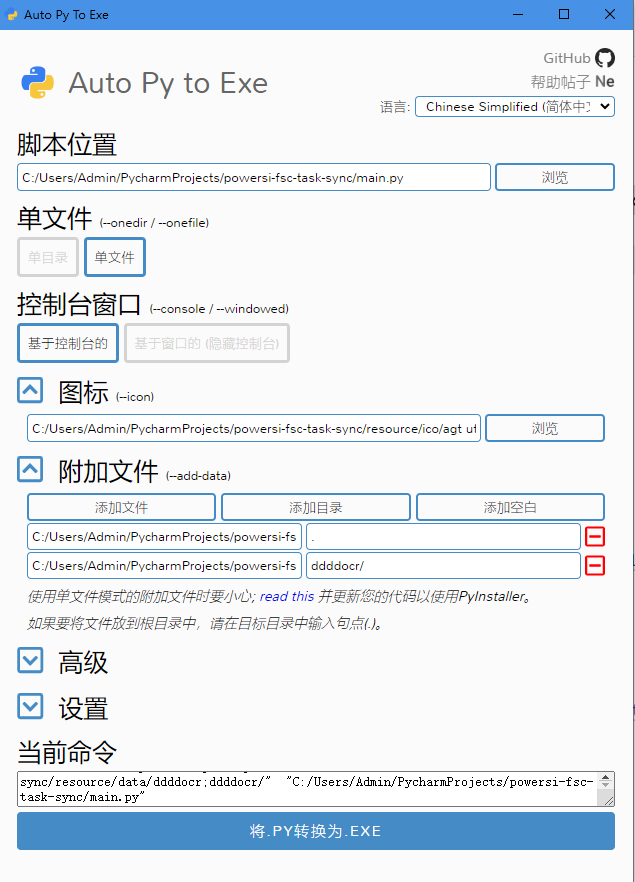 Auto Py To Exe
GitHub
帮助帖子 Ne
Auto Py to Exe
语言: Chinese Simplified (简体中文
脚本位置
C:/Users/Admin/PycharmProjects/powersi-fsc-task-sync/main.py 浏览
单文件 (--onedir / --onefile)
单目录 单文件
控制台窗口 (--console / --windowed)
基于控制台的 基于窗口的 (隐藏控制台)
图标 (--icon)
C:/Users/Admin/PycharmProjects/powersi-fsc-task-sync/resource/ico/agt ut 浏览
附加文件 (--add-data)
添加文件 添加目录 添加空白
C:/Users/Admin/PycharmProjects/powersi-fs .
C:/Users/Admin/PycharmProjects/powersi-fs ddddocr/
使用单文件模式的附加文件时要小心; read this 并更新您的代码以使用PyInstaller。
如果要将文件放到根目录中，请在目标目录中输入句点(.)。
高级
设置
当前命令
sync/resource/data/ddddocr;ddddocr/" "C:/Users/Admin/PycharmProjects/powersi-fsc-
task-sync/main.py"
将.PY转换为.EXE